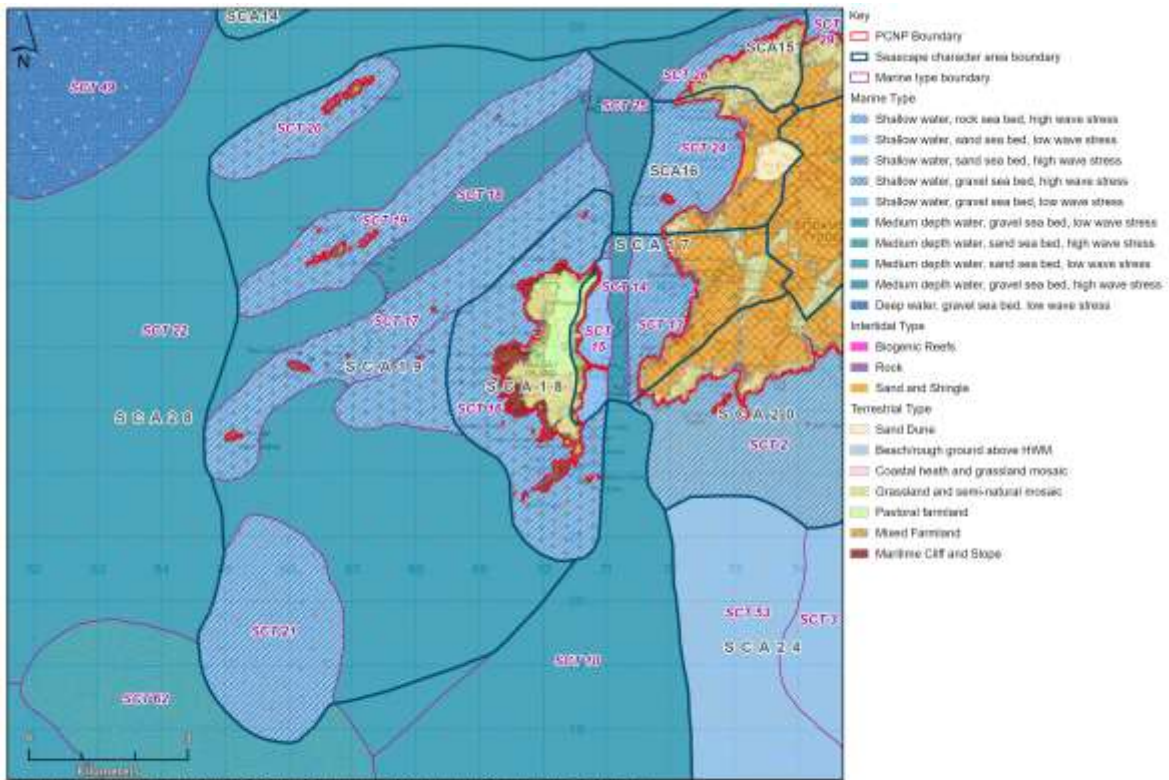 SCA14
SCT
29
SCA15
SCT 49
SCT 26
SCT 25
SCT 20
SCT 24
SCA16
SCT 18
SCT 19
SCA17
SCT 14
SCT 17
SCT
15
SCT 22
SCA19
SCA18
SCT 16
SCA28
SCA20
SCT 2
SCT 21
SCT 53
SCT 3
SCA24
SCT 62
N
Kilometers
Key
PCNP Boundary
Seascape character area boundary
Marine type boundary
Marine Type
Shallow water, rock sea bed, high wave stress
Shallow water, sand sea bed, low wave stress
Shallow water, sand sea bed, high wave stress
Shallow water, gravel sea bed, high wave stress
Shallow water, gravel sea bed, low wave stress
Medium depth water, gravel sea bed, low wave stress
Medium depth water, sand sea bed, high wave stress
Medium depth water, sand sea bed, low wave stress
Medium depth water, gravel sea bed, high wave stress
Deep water, gravel sea bed, low wave stress
Intertidal Type
Biogenic Reefs
Rock
Sand and Shingle
Terrestrial Type
Sand Dune
Beach/rough ground above HWM
Coastal heath and grassland mosaic
Grassland and semi-natural mosaic
Pastoral farmland
Mixed Farmland
Maritime Cliff and Slope